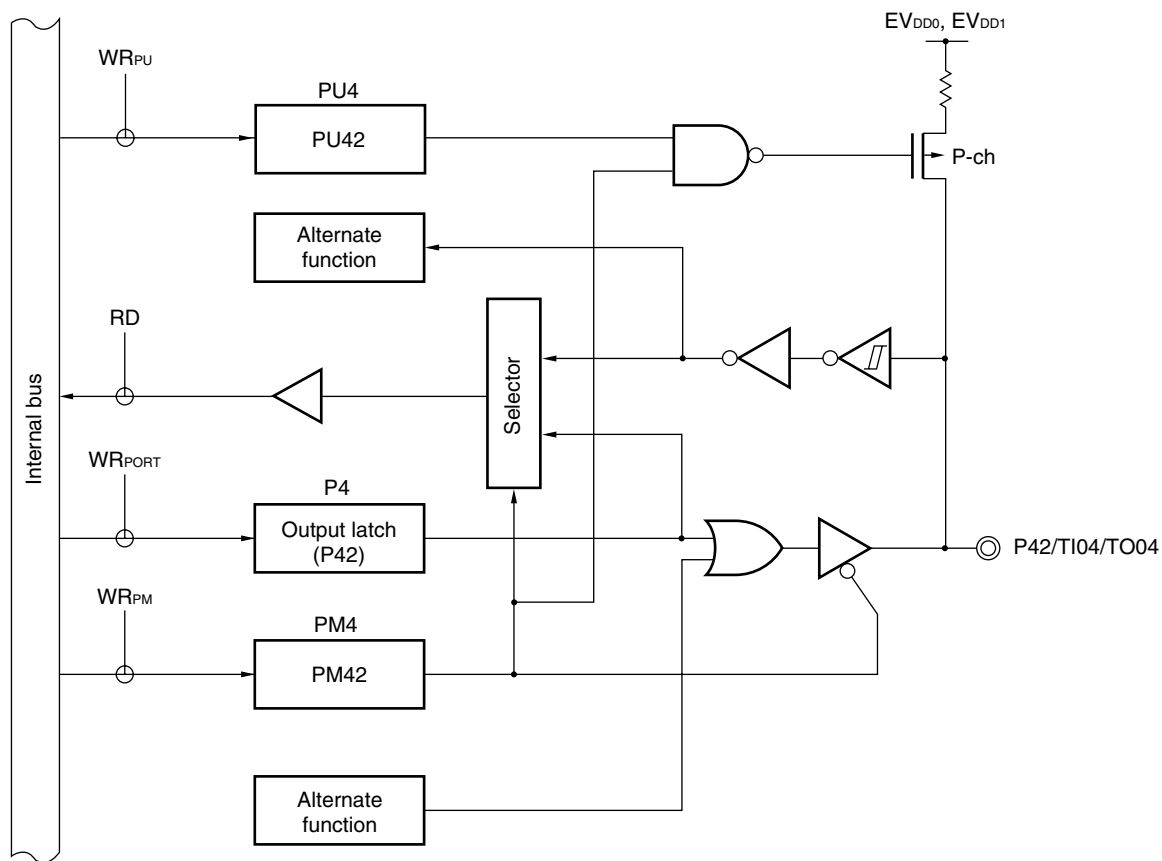 EVDD0, EVDD1
WRPU
PU4
PU42
P-ch
Alternate
function
RD
Selector
Internal bus
WRPORT
P4
Output latch
(P42)
P42/TI04/TO04
WRPM
PM4
PM42
Alternate
function